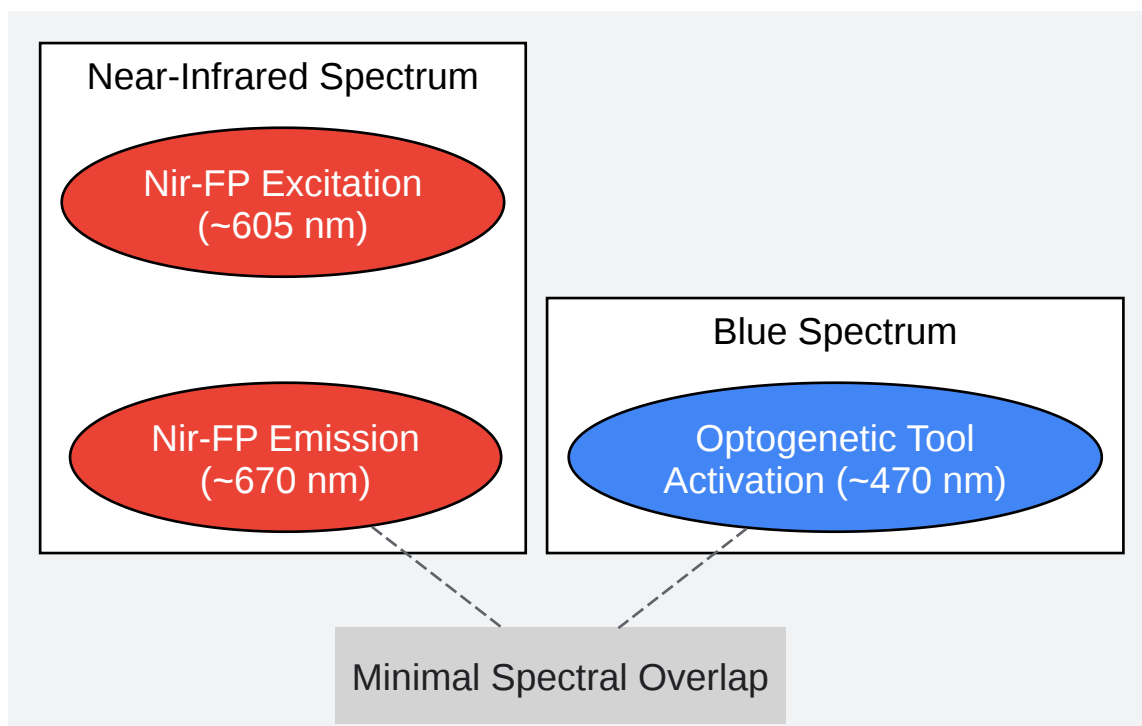 Near-Infrared Spectrum
Nir-FP Excitation
(~605 nm)
Nir-FP Emission
(~670 nm)
Blue Spectrum
Optogenetic Tool
Activation (~470 nm)
Minimal Spectral Overlap